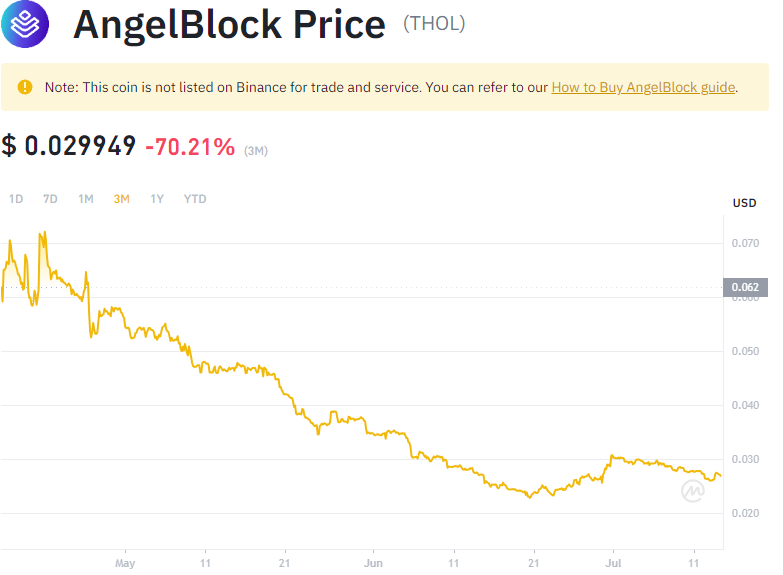 AngelBlock Price (THOL)
Note: This coin is not listed on Binance for trade and service. You can refer to our How to Buy AngelBlock guide.
$ 0.029949 -70.21% (3M)
1D 7D 1M 3M 1Y YTD
USD
0.070
0.062
0.060
0.050
0.040
0.030
0.020
May 11 21 Jun 11 21 Jul 11